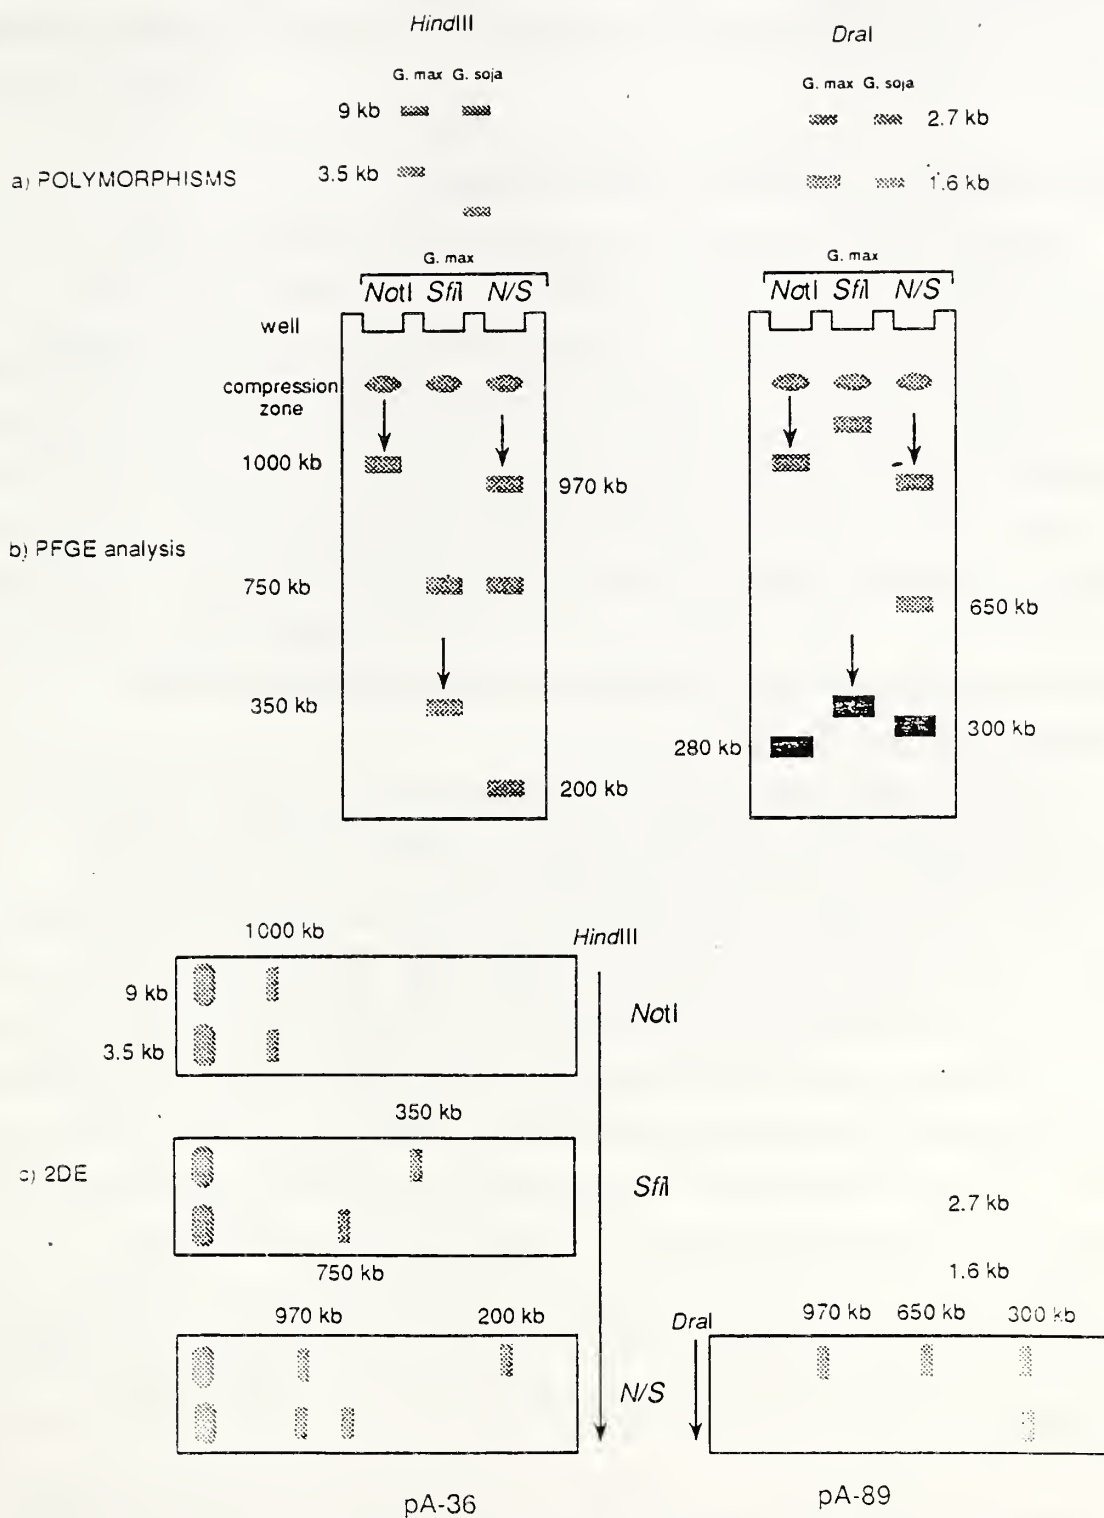 HindIII
DraI
G. max G. soja
G. max G. soja
9 kb
2.7 kb
a) POLYMORPHISMS
3.5 kb
1.6 kb
G. max
G. max
NotI SfiI N/S
NotI SfiI N/S
well
compression
zone
1000 kb
970 kb
b) PFGE analysis
750 kb
650 kb
350 kb
300 kb
280 kb
200 kb
1000 kb
HindIII
9 kb
NotI
3.5 kb
350 kb
c) 2DE
SfiI
2.7 kb
750 kb
1.6 kb
970 kb 200 kb
DraI
970 kb 650 kb 300 kb
N/S
pA-36
pA-89